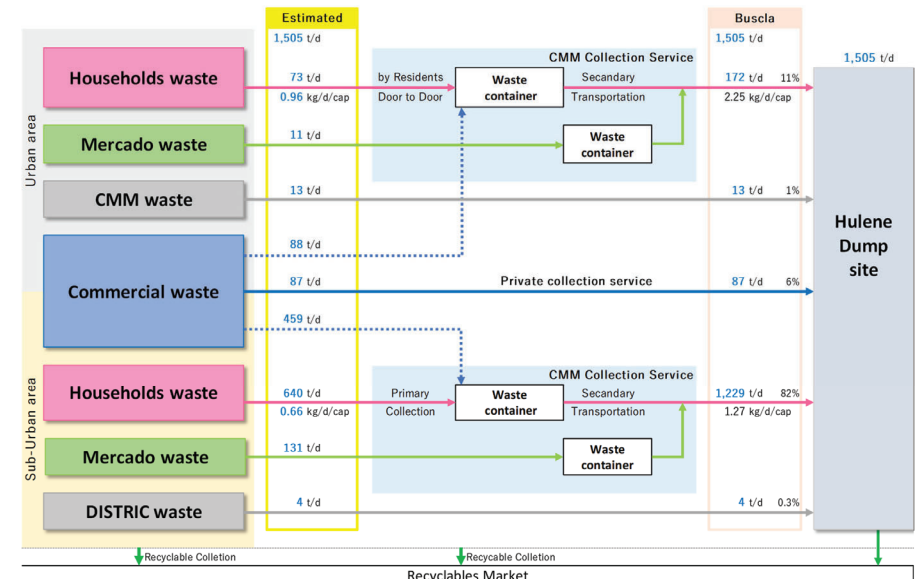 Estimated
Buscla
1,505 t/d
1,505 t/d
1,505 t/d
Urban area
CMM Collection Service
Households waste
73 t/d
0.96 kg/d/cap
by Residents
Door to Door
Waste
container
Secandary
Transportation
172 t/d 11%
2.25 kg/d/cap
Mercado waste
11 t/d
Waste
container
CMM waste
13 t/d
13 t/d 1%
Hulene
Dump
site
88 t/d
Commercial waste
87 t/d
Private collection service
87 t/d 6%
459 t/d
Sub-Urban area
CMM Collection Service
Households waste
640 t/d
0.66 kg/d/cap
Primary
Collection
Waste
container
Secandary
Transportation
1,229 t/d 82%
1.27 kg/d/cap
Mercado waste
131 t/d
Waste
container
DISTRIC waste
4 t/d
4 t/d 0.3%
Recyclable Colletion
Recycable Colletion
Recyclables Market